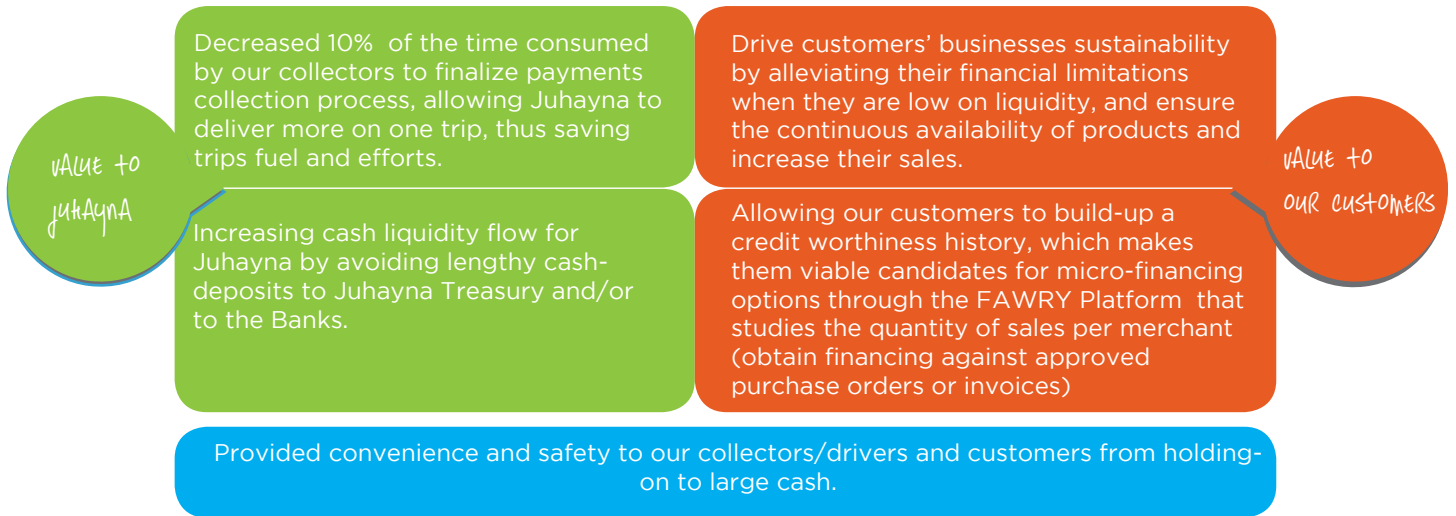 VALUE TO
JUHAYNA
Decreased 10%  of the time consumed
by our collectors to finalize payments
collection process, allowing Juhayna to
deliver more on one trip, thus saving
trips fuel and efforts.
Increasing cash liquidity flow for
Juhayna by avoiding lengthy cash-
deposits to Juhayna Treasury and/or
to the Banks.
Drive customers’ businesses sustainability
by alleviating their financial limitations
when they are low on liquidity, and ensure
the continuous availability of products and
increase their sales.
Allowing our customers to build-up a
credit worthiness history, which makes
them viable candidates for micro-financing
options through the FAWRY Platform  that
studies the quantity of sales per merchant
(obtain financing against approved
purchase orders or invoices)
VALUE TO
OUR CUSTOMERS
Provided convenience and safety to our collectors/drivers and customers from holding-
on to large cash.